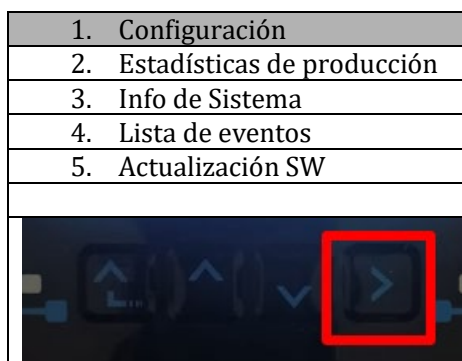 1. Configuración
2. Estadísticas de producción
3. Info de Sistema
4. Lista de eventos
5. Actualización SW